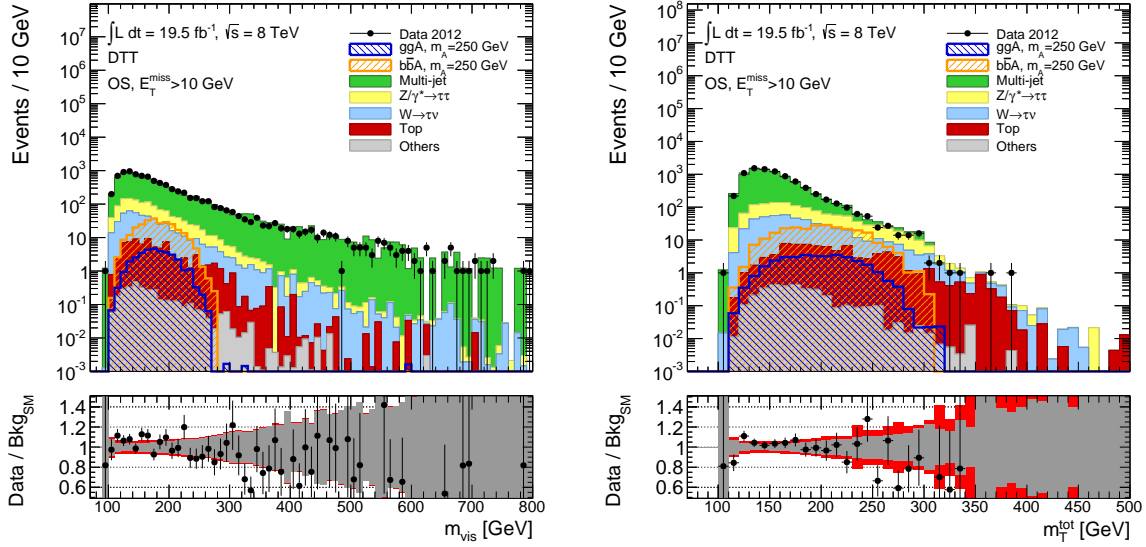 Events / 10 GeV
10⁷
10⁶
10⁵
10⁴
10³
10²
10
1
10⁻¹
10⁻²
10⁻³
∫L dt = 19.5 fb⁻¹, √s = 8 TeV
DTT
OS, E_T^miss>10 GeV
Data 2012
ggA, m_A=250 GeV
bb̄A, m_A=250 GeV
Multi-jet
Z/γ*→ττ
W→τν
Top
Others
Data / Bkg_SM
1.4
1.2
1
0.8
0.6
100 200 300 400 500 600 700 800
m_vis [GeV]
Events / 10 GeV
10⁷
10⁶
10⁵
10⁴
10³
10²
10
1
10⁻¹
10⁻²
10⁻³
∫L dt = 19.5 fb⁻¹, √s = 8 TeV
DTT
OS, E_T^miss>10 GeV
Data 2012
ggA, m_A=250 GeV
bb̄A, m_A=250 GeV
Multi-jet
Z/γ*→ττ
W→τν
Top
Others
Data / Bkg_SM
1.4
1.2
1
0.8
0.6
100 150 200 250 300 350 400 450 500
m_T^tot [GeV]